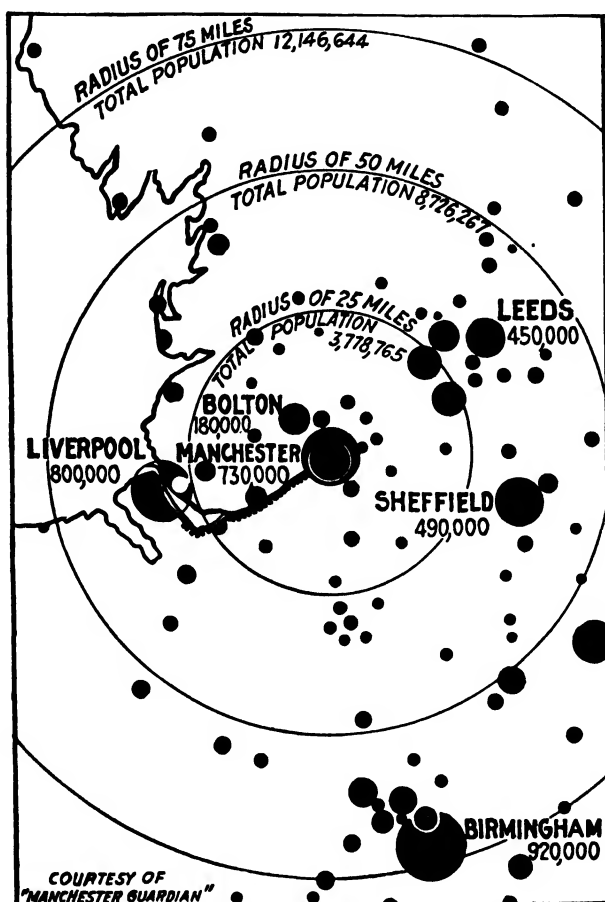 RADIUS OF 75 MILES
TOTAL POPULATION 12,146,644
RADIUS OF 50 MILES
TOTAL POPULATION 8,726,267
RADIUS OF 25 MILES
TOTAL POPULATION
3,778,765
LEEDS
450,000
BOLTON
180,000
LIVERPOOL
800,000
MANCHESTER
730,000
SHEFFIELD
490,000
BIRMINGHAM
920,000
COURTESY OF
"MANCHESTER GUARDIAN"